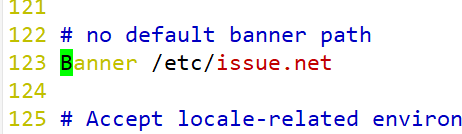 121
122 # no default banner path
123 Banner /etc/issue.net
124
125 # Accept locale-related environ